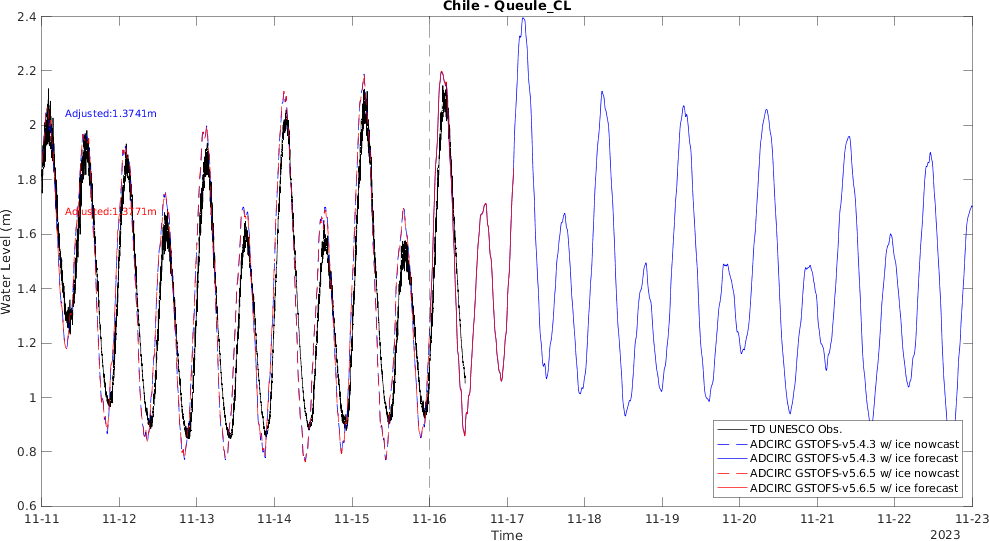 Chile - Queule_CL
2.4
2.2
2
1.8
1.6
1.4
1.2
1
0.8
0.6
Water Level (m)
Adjusted:1.3741m
Adjusted:1.3771m
TD UNESCO Obs.
ADCIRC GSTOFS-v5.4.3 w/ ice nowcast
ADCIRC GSTOFS-v5.4.3 w/ ice forecast
ADCIRC GSTOFS-v5.6.5 w/ ice nowcast
ADCIRC GSTOFS-v5.6.5 w/ ice forecast
11-11 11-12 11-13 11-14 11-15 11-16 11-17 11-18 11-19 11-20 11-21 11-22 11-23
Time
2023